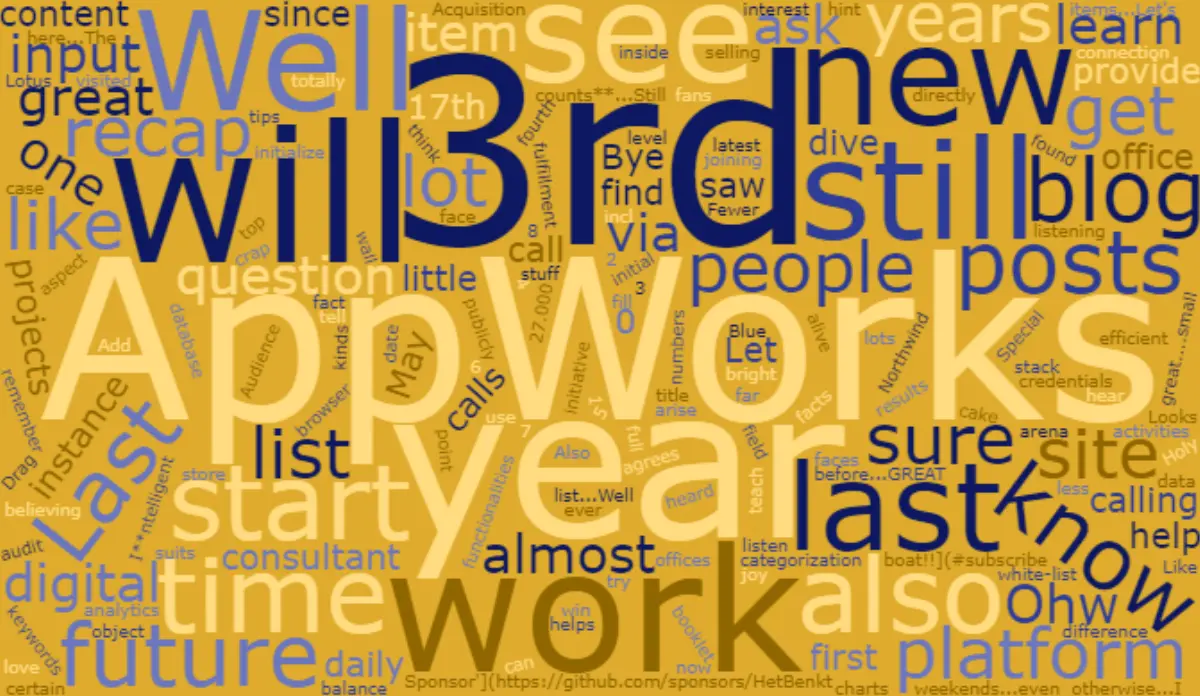 content
since
Acquisition
interest
hint
items...Let's
here...The
item
see
ask
years
learn
input
Well
inside
selling
connection
Lotus
visited
totally
new
provide
great
3rd
17th
counts**...Still
fans
directly
get
recap
tips
will
think
fourth
level
latest
dive
still
found
office
one
initialize
lot
fulfillment
Bye
joining
find
saw
blog
case
like
top
face
incl
Fewer
listening
crap
wall
8
call
via
people
posts
aspect
question
little
stuff
2
initial
3
projects
AppWorks
fact
tell
publicly
27.000
fill
0
numbers
Blue
alive
lots
Northwind
Special
efficient
great....small
Add
database
Audience
kinds
date
May
Let
stack
remember
6
initiative
bright
results
credentials
hear
instance
browser
calls
15
title
far
facts
cake
Looks
arise
use
7
year
Last
list
point
full
field
sure
arena
site
activities
Holy
Drag
Also
agrees
faces
before...GREAT
store
start
functionalities
list...Well
heard
teach
last
know
less
data
calling
believing
I**ntelligent
ever
help
audit
suits
consultant
almost
offices
listen
categorization
boat!!](#subscribe
Like
digital
time
try
joy
also
white-list
Ohw
analytics
work
win
helps
booklet
difference
keywords
object
future
daily
now
first
platform
love
can
certain
balance
Sponsor'](https://github.com/sponsors/HetBenkt
charts
weekends...even
otherwise...I